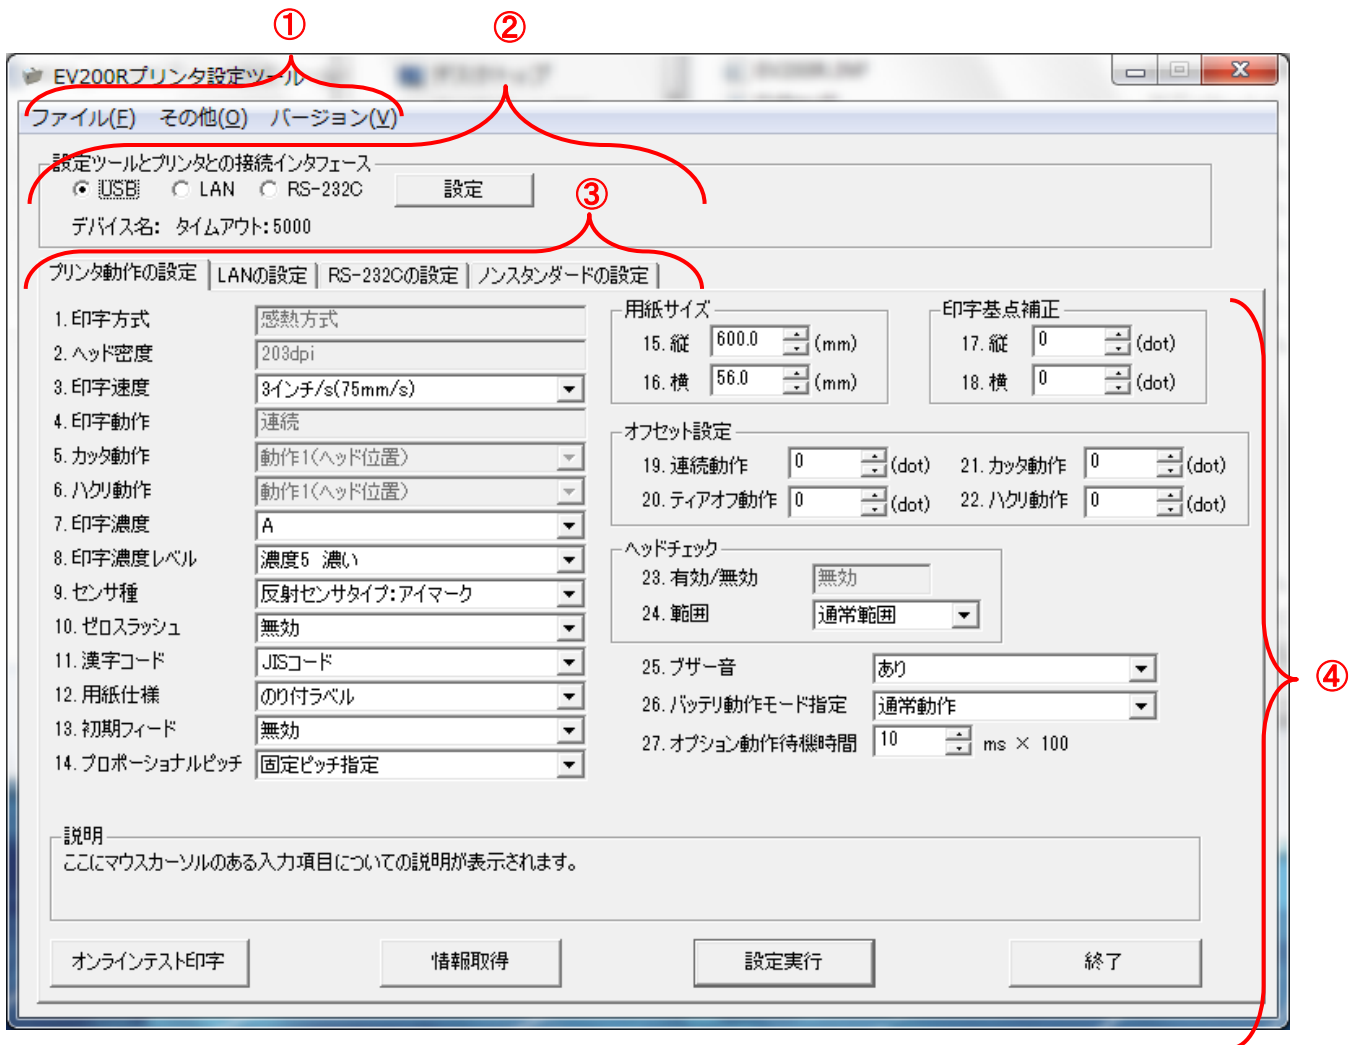 ①
②
EV200Rプリンタ設定ツール
ファイル(F) その他(O) バージョン(V)
設定ツールとプリンタとの接続インタフェース
USB LAN RS-232C 設定
③
デバイス名: タイムアウト:5000
プリンタ動作の設定 LANの設定 RS-232Cの設定 ノンスタンダードの設定
1.印字方式 感熱方式
2.ヘッド密度 203dpi
3.印字速度 3インチ/s(75mm/s)
4.印字動作 連続
5.カッタ動作 動作1(ヘッド位置)
6.ハクリ動作 動作1(ヘッド位置)
7.印字濃度 A
8.印字濃度レベル 濃度5 濃い
9.センサ種 反射センサタイプ:アイマーク
10.ゼロスラッシュ 無効
11.漢字コード JISコード
12.用紙仕様 のり付ラベル
13.初期フィード 無効
14.プロポーショナルピッチ 固定ピッチ指定
用紙サイズ
15.縦 600.0 (mm)
16.横 56.0 (mm)
印字基点補正
17.縦 0 (dot)
18.横 0 (dot)
オフセット設定
19.連続動作 0 (dot) 21.カッタ動作 0 (dot)
20.ティアオフ動作 0 (dot) 22.ハクリ動作 0 (dot)
ヘッドチェック
23.有効/無効 無効
24.範囲 通常範囲
25.ブザー音 あり
26.バッテリ動作モード指定 通常動作
27.オプション動作待機時間 10 ms × 100
④
説明
ここにマウスカーソルのある入力項目についての説明が表示されます。
オンラインテスト印字 情報取得 設定実行 終了